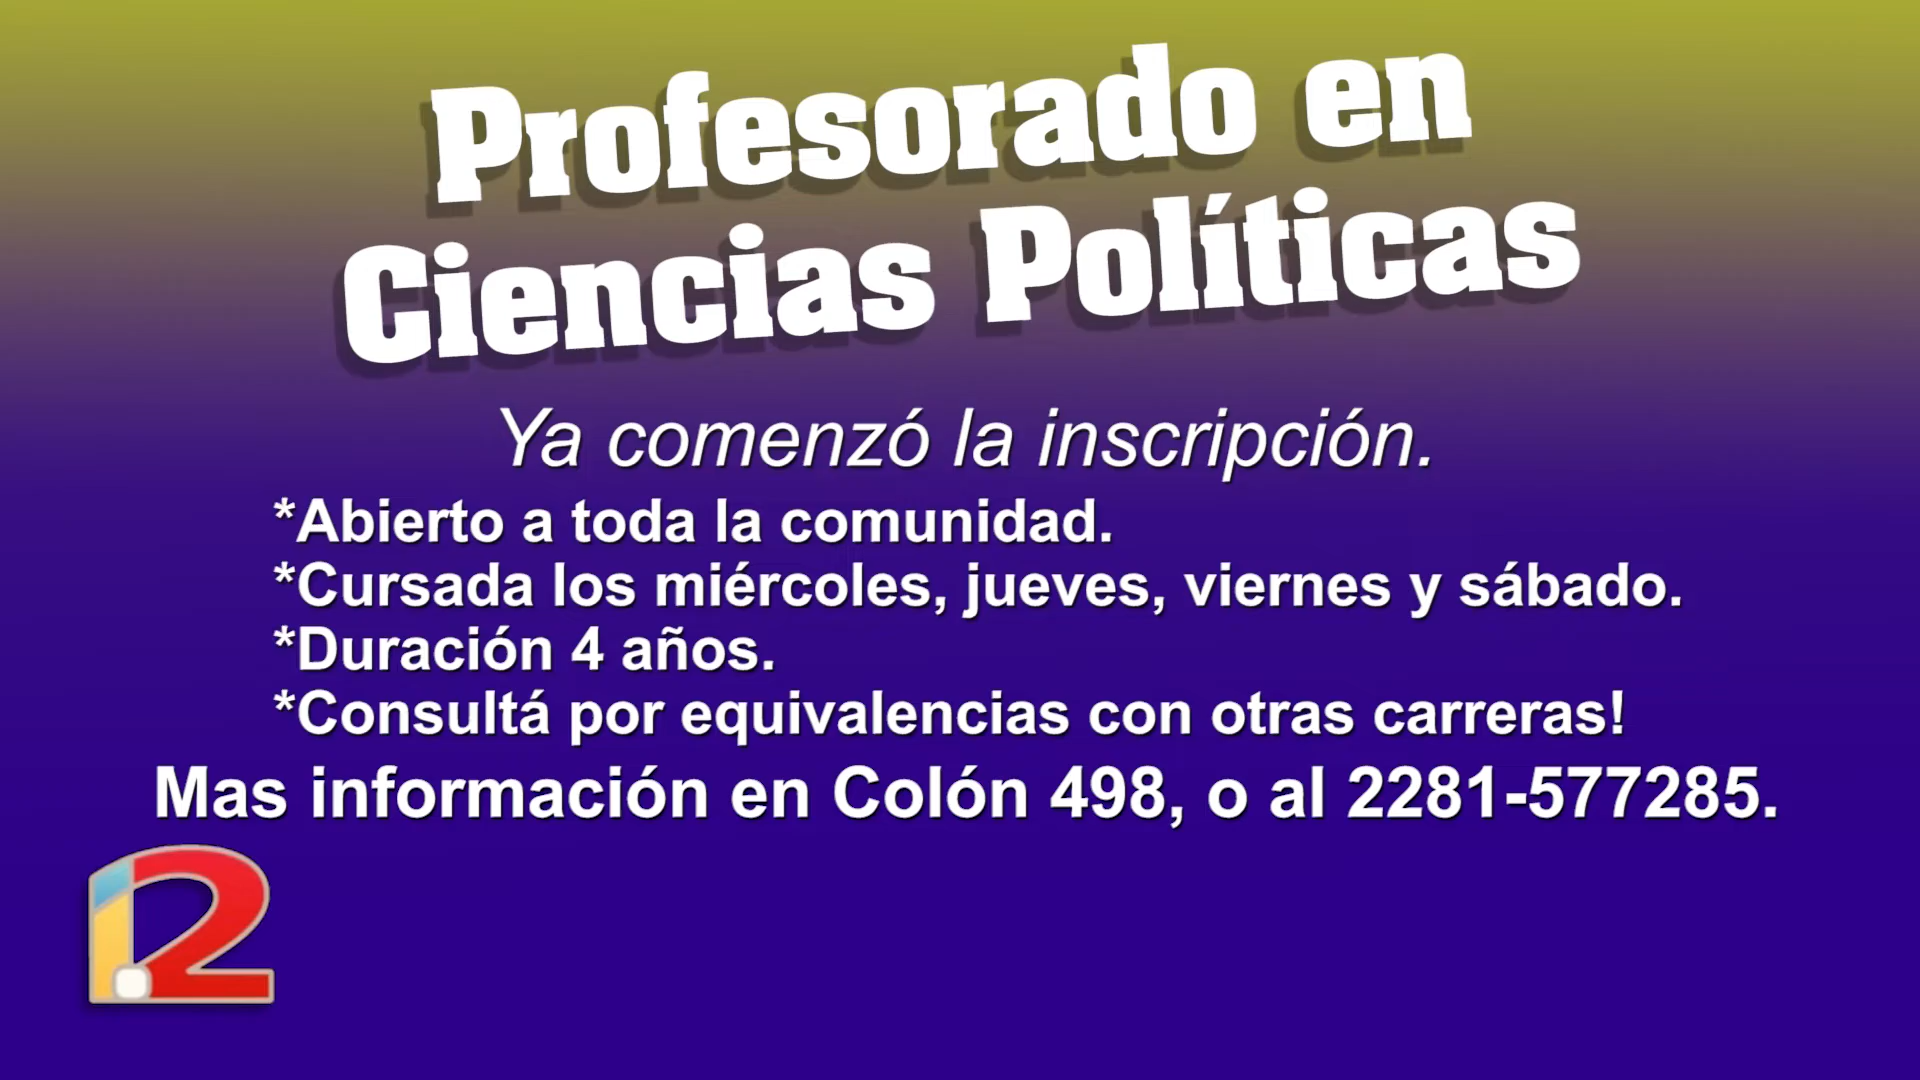 Profesorado en
Ciencias Políticas
Ya comenzó la inscripción.
*Abierto a toda la comunidad.
*Cursada los miércoles, jueves, viernes y sábado.
*Duración 4 años.
*Consultá por equivalencias con otras carreras!
Mas información en Colón 498, o al 2281-577285.
.2